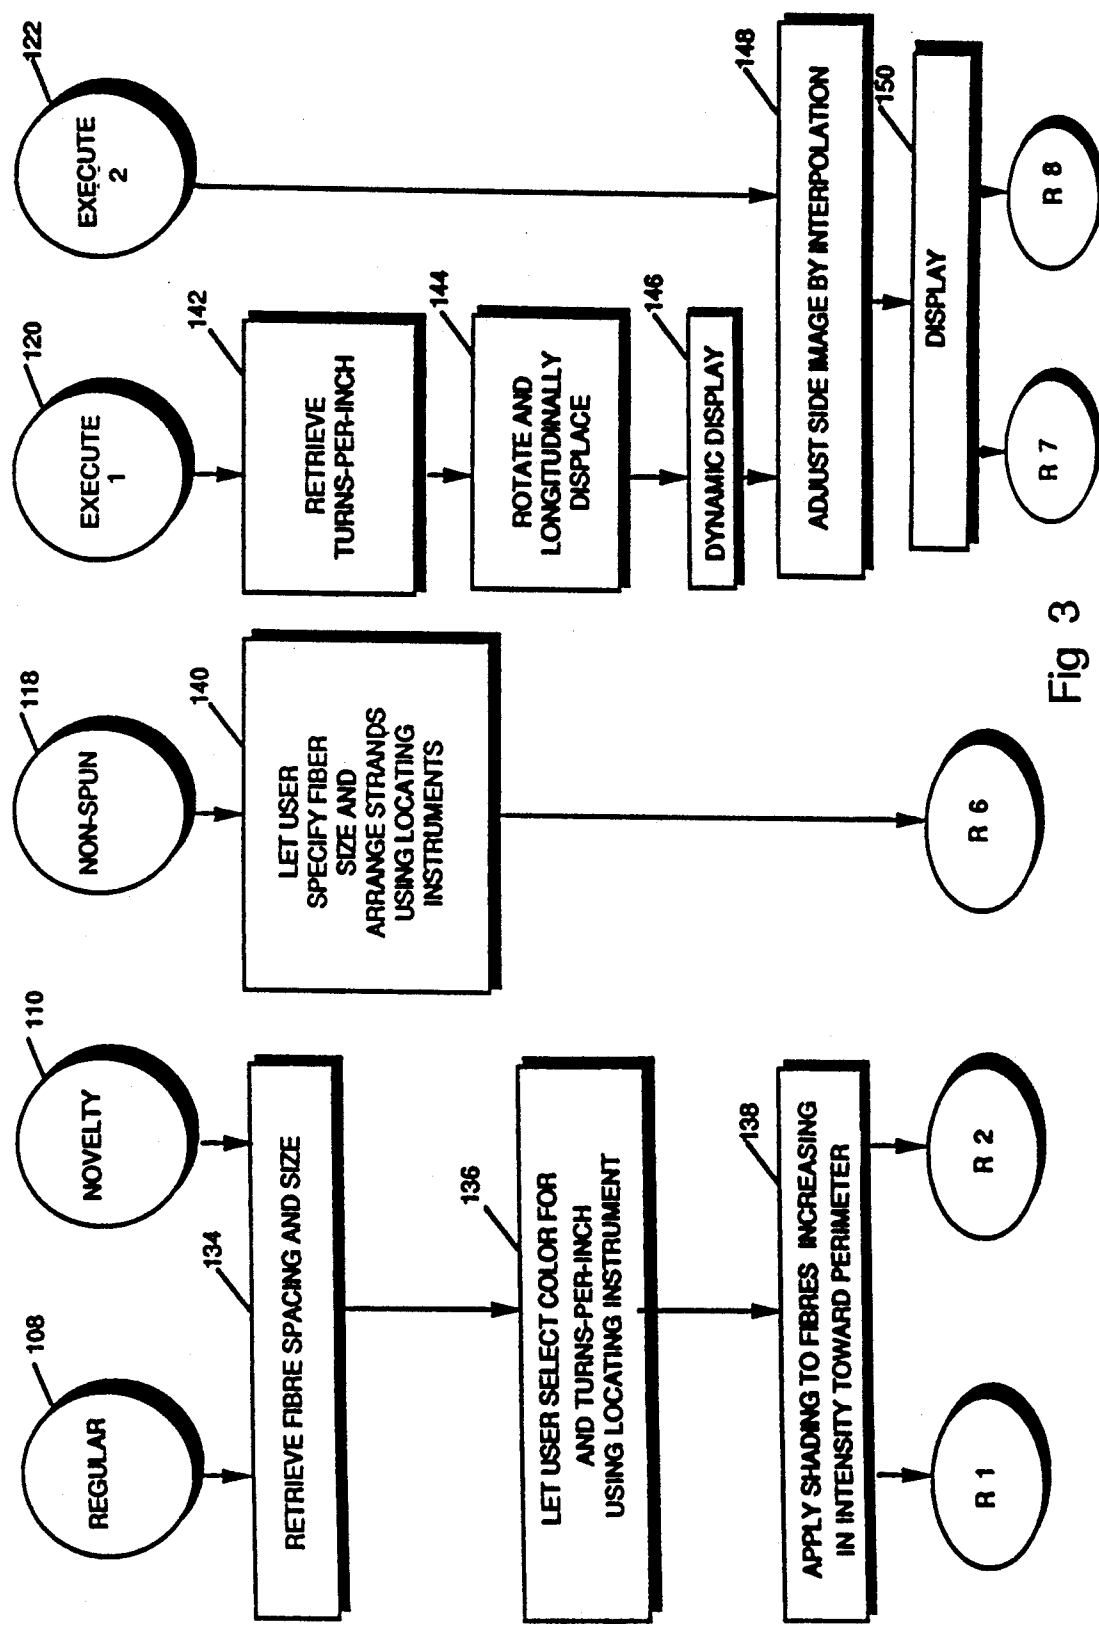 108
REGULAR
110
NOVELTY
134
RETRIEVE FIBRE SPACING AND SIZE
136
LET USER SELECT COLOR FOR
AND TURNS-PER-INCH
USING LOCATING INSTRUMENT
138
APPLY SHADING TO FIBRES INCREASING
IN INTENSITY TOWARD PERIMETER
R 1
R 2
118
NON-SPUN
140
LET USER
SPECIFY FIBER
SIZE AND
ARRANGE STRANDS
USING LOCATING
INSTRUMENTS
R 6
120
EXECUTE
1
142
RETRIEVE
TURNS-PER-INCH
144
ROTATE AND
LONGITUDINALLY
DISPLACE
146
DYNAMIC DISPLAY
122
EXECUTE
2
148
ADJUST SIDE IMAGE BY INTERPOLATION
150
DISPLAY
R 7
R 8
Fig 3